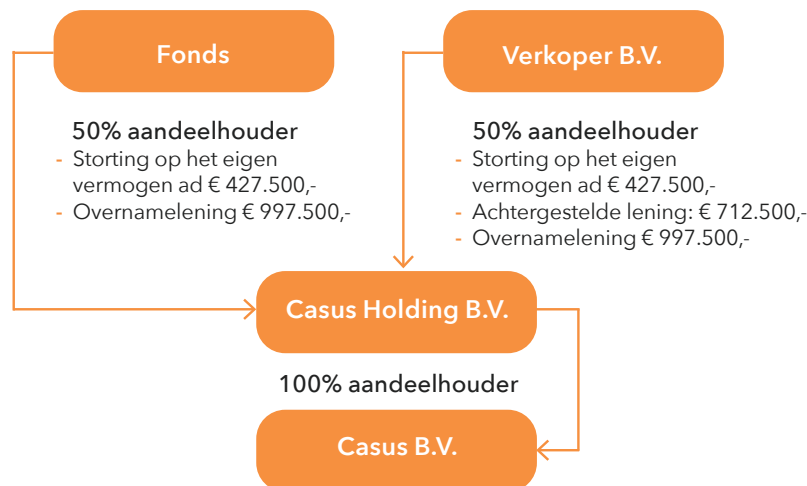 Fonds
Verkoper B.V.
50% aandeelhouder
- Storting op het eigen
vermogen ad € 427.500,-
- Overnamelening € 997.500,-
50% aandeelhouder
- Storting op het eigen
vermogen ad € 427.500,-
- Achtergestelde lening: € 712.500,-
- Overnamelening € 997.500,-
Casus Holding B.V.
100% aandeelhouder
Casus B.V.